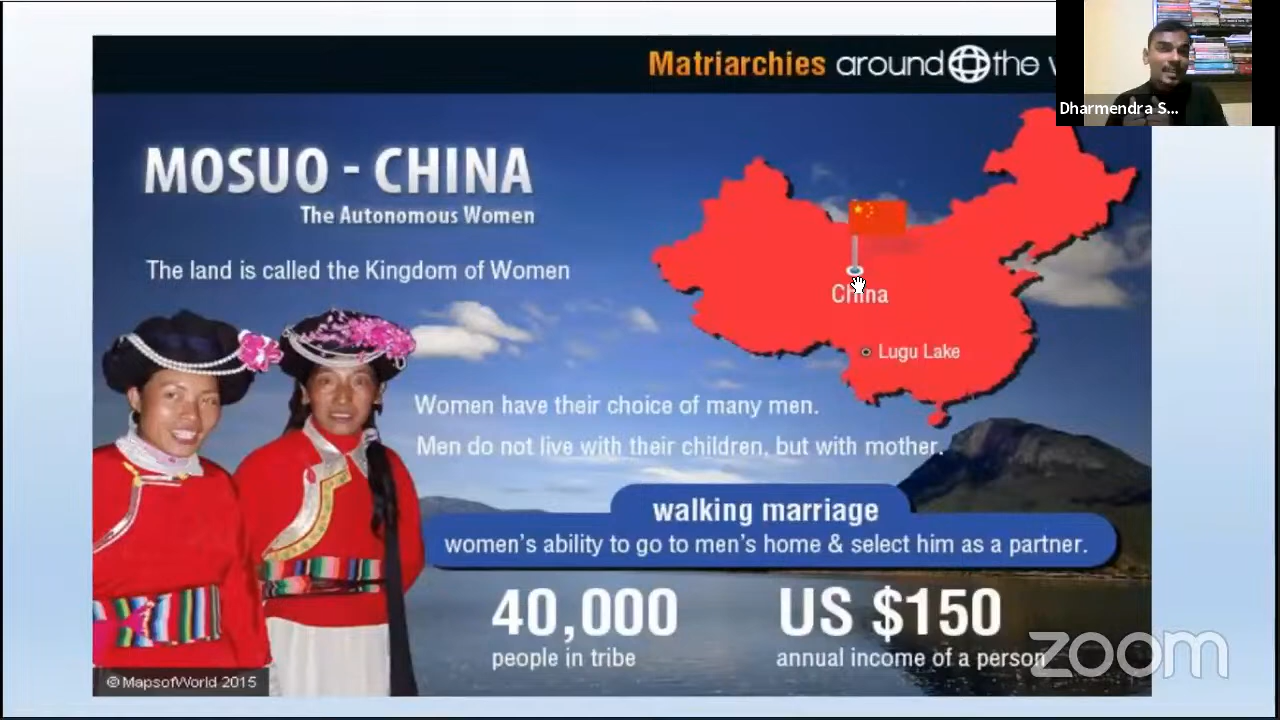 Matriarchies around the
Dharmendra S...
MOSUO - CHINA
The Autonomous Women
The land is called the Kingdom of Women
China
Lugu Lake
Women have their choice of many men.
Men do not live with their children, but with mother.
walking marriage
women's ability to go to men's home & select him as a partner.
40,000
people in tribe
US $150
annual income of a person
zoom
© MapsofWorld 2015